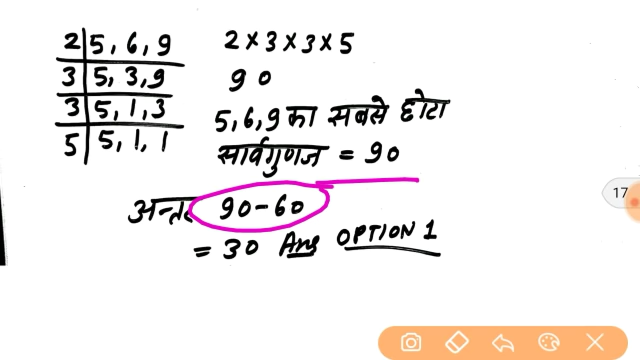 2 | 5, 6, 9    2 × 3 × 3 × 5
3 | 5, 3, 9    90
3 | 5, 1, 3    5, 6, 9 का सबसे छोटा
5 | 5, 1, 1    सार्वगुणज = 90
अन्तर 90 - 60
= 30 Ans OPTION 1
17